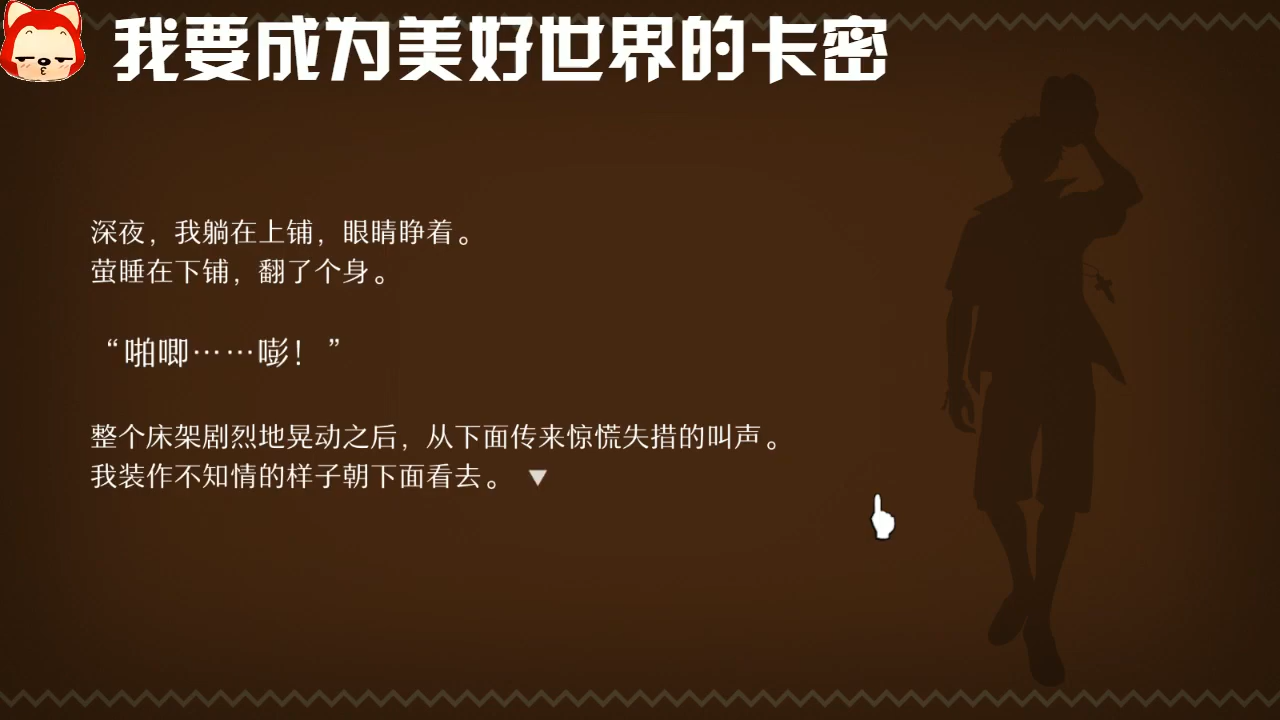 我要成为美好世界的卡密
深夜，我躺在上铺，眼睛睁着。
萤睡在下铺，翻了个身。
“啪唧……嘭！”
整个床架剧烈地晃动之后，从下面传来惊慌失措的叫声。
我装作不知情的样子朝下面看去。